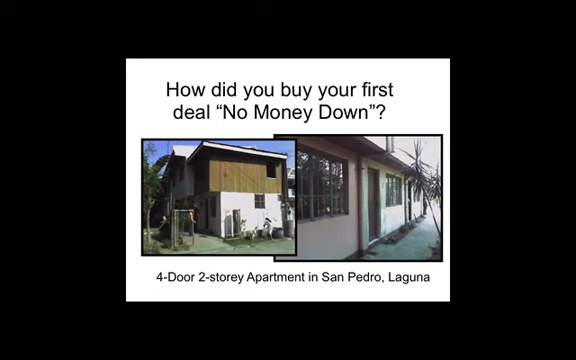 How did you buy your first
deal “No Money Down”?
4-Door 2-storey Apartment in San Pedro, Laguna